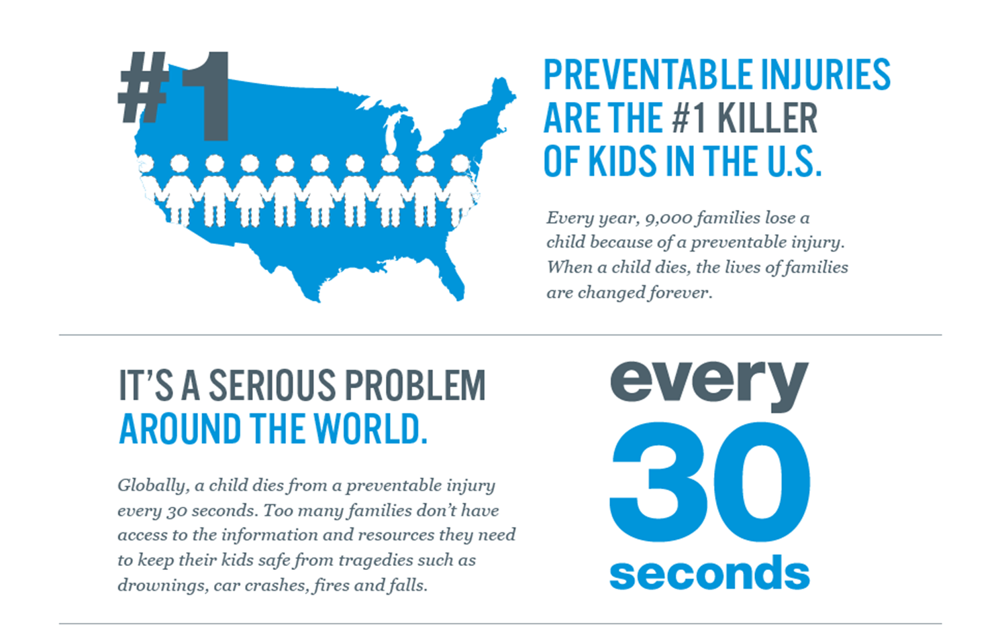 #1
PREVENTABLE INJURIES
ARE THE #1 KILLER
OF KIDS IN THE U.S.
Every year, 9,000 families lose a
child because of a preventable injury.
When a child dies, the lives of families
are changed forever.
IT’S A SERIOUS PROBLEM
AROUND THE WORLD.
Globally, a child dies from a preventable injury
every 30 seconds. Too many families don’t have
access to the information and resources they need
to keep their kids safe from tragedies such as
drownings, car crashes, fires and falls.
every
30
seconds